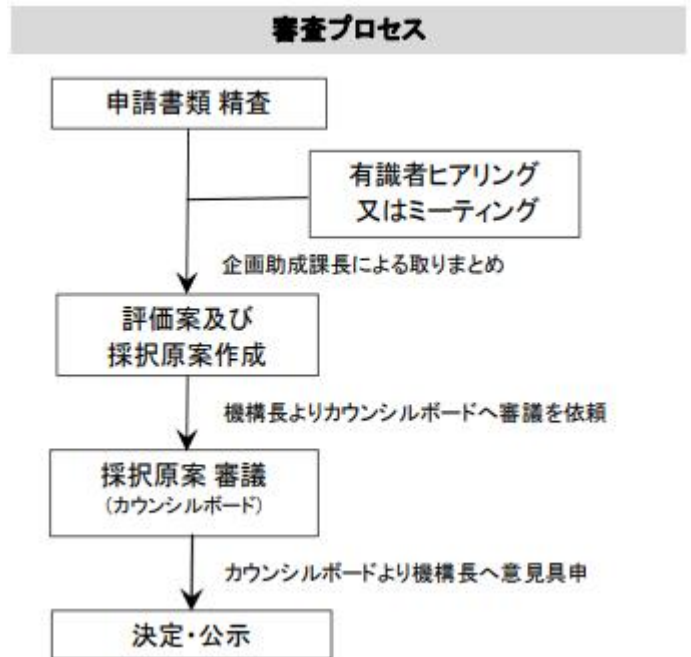 審査プロセス
申請書類 精査
有識者ヒアリング
又はミーティング
企画助成課長による取りまとめ
評価案及び
採択原案作成
機構長よりカウンシルボードへ審議を依頼
採択原案 審議
(カウンシルボード)
カウンシルボードより機構長へ意見具申
決定・公示